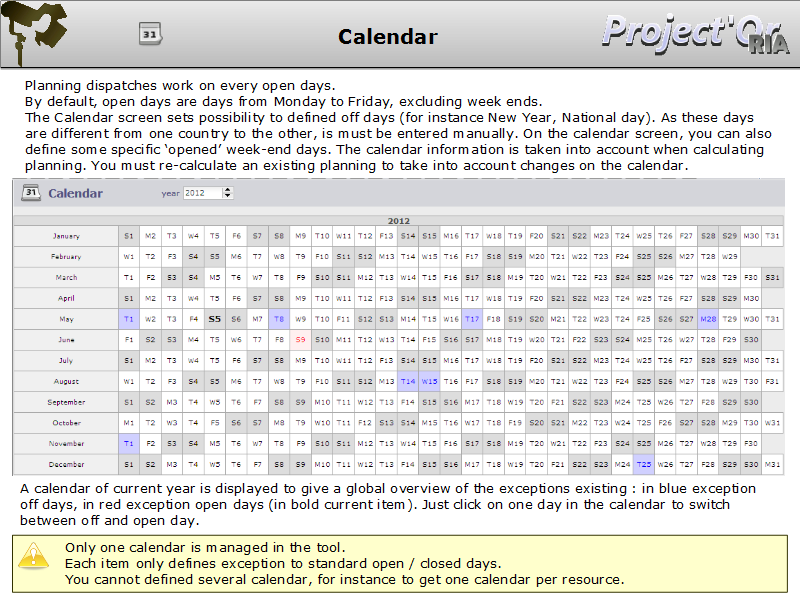 31
Calendar
Project'Or
RIA
Planning dispatches work on every open days.
By default, open days are days from Monday to Friday, excluding week ends.
The Calendar screen sets possibility to defined off days (for instance New Year, National day). As these days
are different from one country to the other, is must be entered manually. On the calendar screen, you can also
define some specific ‘opened’ week-end days. The calendar information is taken into account when calculating
planning. You must re-calculate an existing planning to take into account changes on the calendar.
31 Calendar year 2012
2012
January S1 M2 T3 W4 T5 F6 S7 S8 M9 T10 W11 T12 F13 S14 S15 M16 T17 W18 T19 F20 S21 S22 M23 T24 W25 T26 F27 S28 S29 M30 T31
February W1 T2 F3 S4 S5 M6 T7 W8 T9 F10 S11 S12 M13 T14 W15 T16 F17 S18 S19 M20 T21 W22 T23 F24 S25 S26 M27 T28 W29
March T1 F2 S3 S4 M5 T6 W7 T8 F9 S10 S11 M12 T13 W14 T15 F16 S17 S18 M19 T20 W21 T22 F23 S24 S25 M26 T27 W28 T29 F30 S31
April S1 M2 T3 W4 T5 F6 S7 S8 M9 T10 W11 T12 F13 S14 S15 M16 T17 W18 T19 F20 S21 S22 M23 T24 W25 T26 F27 S28 S29 M30
May T1 W2 T3 F4 S5 S6 M7 T8 W9 T10 F11 S12 S13 M14 T15 W16 T17 F18 S19 S20 M21 T22 W23 T24 F25 S26 S27 M28 T29 W30 T31
June F1 S2 S3 M4 T5 W6 T7 F8 S9 S10 M11 T12 W13 T14 F15 S16 S17 M18 T19 W20 T21 F22 S23 S24 M25 T26 W27 T28 F29 S30
July S1 M2 T3 W4 T5 F6 S7 S8 M9 T10 W11 T12 F13 S14 S15 M16 T17 W18 T19 F20 S21 S22 M23 T24 W25 T26 F27 S28 S29 M30 T31
August W1 T2 F3 S4 S5 M6 T7 W8 T9 F10 S11 S12 M13 T14 W15 T16 F17 S18 S19 M20 T21 W22 T23 F24 S25 S26 M27 T28 W29 T30 F31
September S1 S2 M3 T4 W5 T6 F7 S8 S9 M10 T11 W12 T13 F14 S15 S16 M17 T18 W19 T20 F21 S22 S23 M24 T25 W26 T27 F28 S29 S30
October M1 T2 W3 T4 F5 S6 S7 M8 T9 W10 T11 F12 S13 S14 M15 T16 W17 T18 F19 S20 S21 M22 T23 W24 T25 F26 S27 S28 M29 T30 W31
November T1 F2 S3 S4 M5 T6 W7 T8 F9 S10 S11 M12 T13 W14 T15 F16 S17 S18 M19 T20 W21 T22 F23 S24 S25 M26 T27 W28 T29 F30
December S1 S2 M3 T4 W5 T6 F7 S8 S9 M10 T11 W12 T13 F14 S15 S16 M17 T18 W19 T20 F21 S22 S23 M24 T25 W26 T27 F28 S29 S30 M31
A calendar of current year is displayed to give a global overview of the exceptions existing : in blue exception
off days, in red exception open days (in bold current item). Just click on one day in the calendar to switch
between off and open day.
Only one calendar is managed in the tool.
Each item only defines exception to standard open / closed days.
You cannot defined several calendar, for instance to get one calendar per resource.